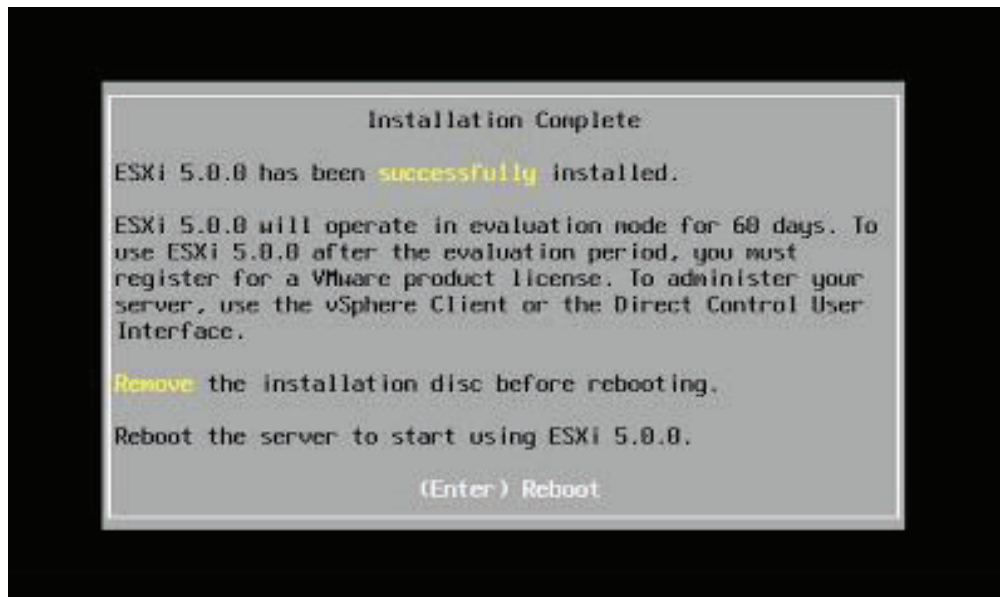 Installation Complete
ESXi 5.0.0 has been successfully installed.
ESXi 5.0.0 will operate in evaluation mode for 60 days. To
use ESXi 5.0.0 after the evaluation period, you must
register for a VMware product license. To administer your
server, use the vSphere Client or the Direct Control User
Interface.
Remove the installation disc before rebooting.
Reboot the server to start using ESXi 5.0.0.
(Enter) Reboot